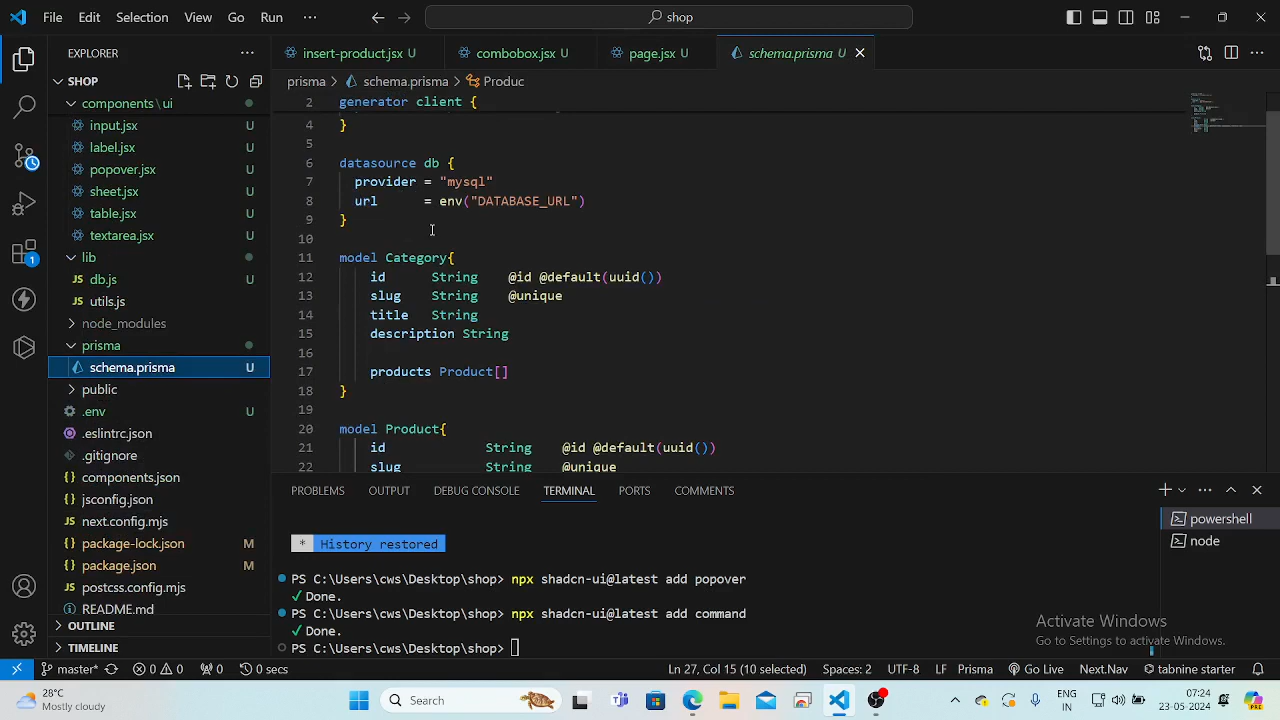 File Edit Selection View Go Run ··· shop
EXPLORER ···
insert-product.jsx U
combobox.jsx U
page.jsx U
schema.prisma U
SHOP
prisma > schema.prisma > Produc
components\ui
input.jsx U
label.jsx U
popover.jsx U
sheet.jsx U
table.jsx U
textarea.jsx U
lib
db.js U
utils.js
node_modules
prisma
schema.prisma U
public
.env U
.eslintrc.json
.gitignore
components.json
jsconfig.json
next.config.mjs
package-lock.json M
package.json M
postcss.config.mjs
README.md
OUTLINE
TIMELINE
2 generator client {
4 }
5
6 datasource db {
7 provider = "mysql"
8 url = env("DATABASE_URL")
9 }
10
11 model Category{
12 id String @id @default(uuid())
13 slug String @unique
14 title String
15 description String
16
17 products Product[]
18 }
19
20 model Product{
21 id String @id @default(uuid())
22 slug String @unique
PROBLEMS OUTPUT DEBUG CONSOLE TERMINAL PORTS COMMENTS
* History restored
PS C:\Users\cws\Desktop\shop> npx shadcn-ui@latest add popover
✓ Done.
PS C:\Users\cws\Desktop\shop> npx shadcn-ui@latest add command
✓ Done.
PS C:\Users\cws\Desktop\shop>
powershell
node
Activate Windows
Go to Settings to activate Windows.
master* 0 0 0 0 secs Ln 27, Col 15 (10 selected) Spaces: 2 UTF-8 LF Prisma Go Live Next.Nav tabnine starter
28°C
Mostly cloudy
Search
ENG
IN
07:24
23-05-2024